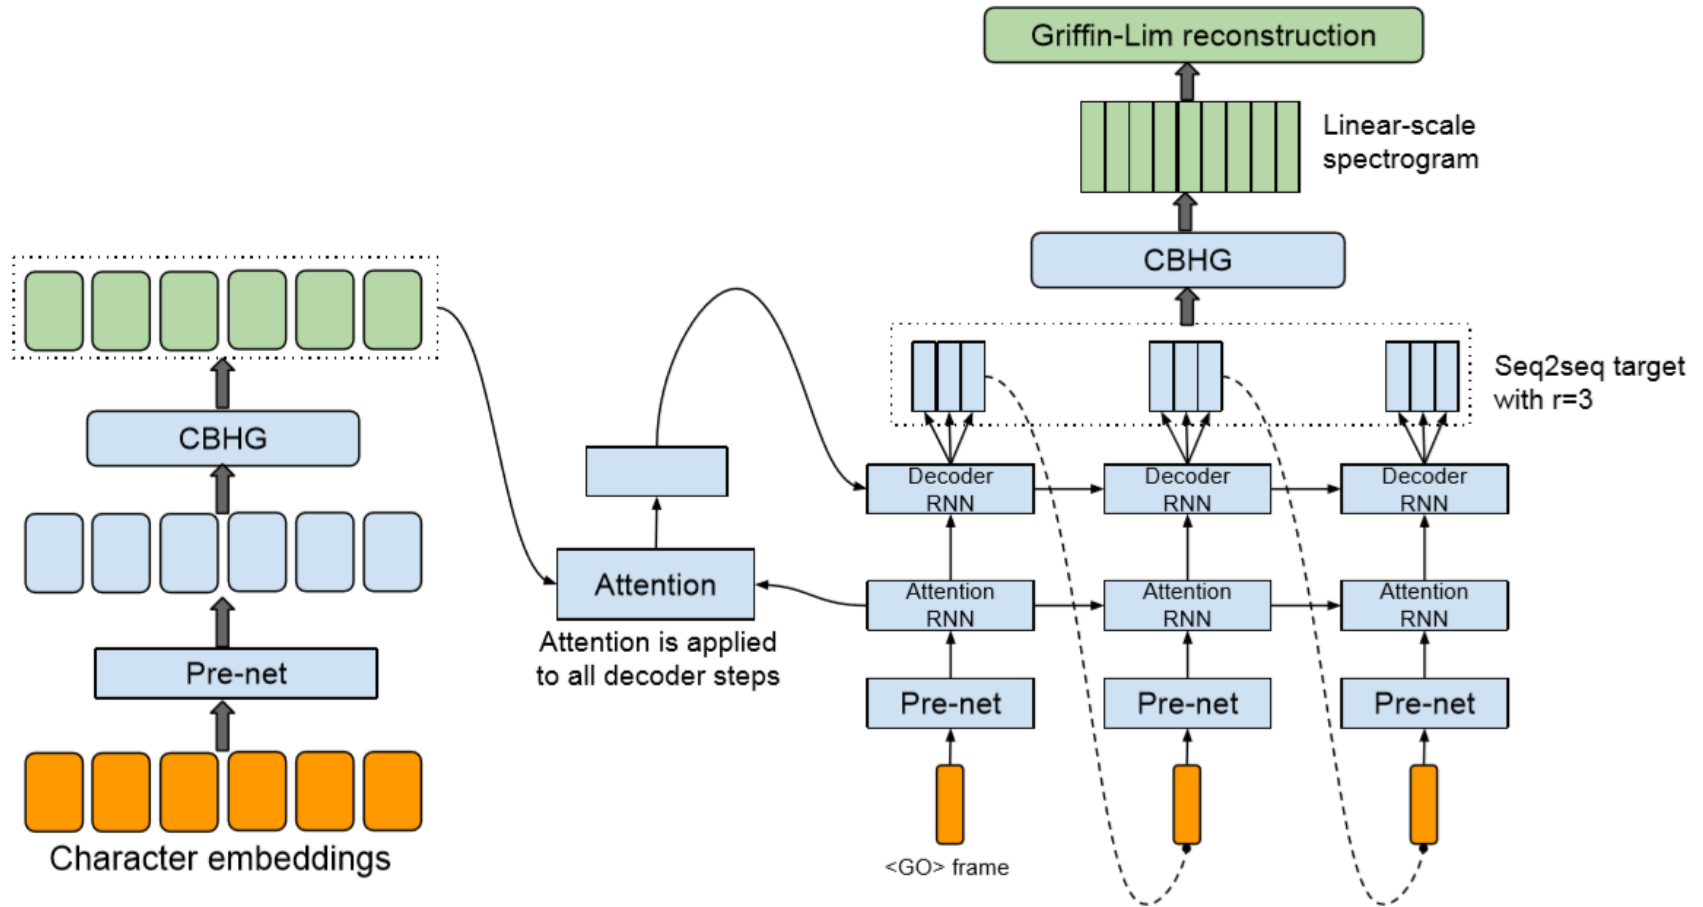 Griffin-Lim reconstruction
Linear-scale
spectrogram
CBHG
Seq2seq target
with r=3
CBHG
Pre-net
Character embeddings
Attention
Attention is applied
to all decoder steps
Decoder
RNN
Decoder
RNN
Decoder
RNN
Attention
RNN
Attention
RNN
Attention
RNN
Pre-net
Pre-net
Pre-net
<GO> frame